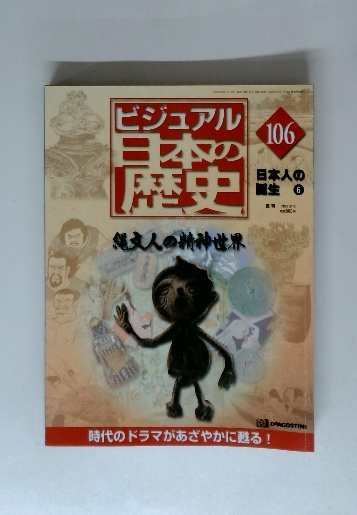 ビジュアル
日本の
歴史
106
日本人の
誕生 6
週刊
縄文人の精神世界
DeAGOSTINI
時代のドラマがあざやかに甦る！